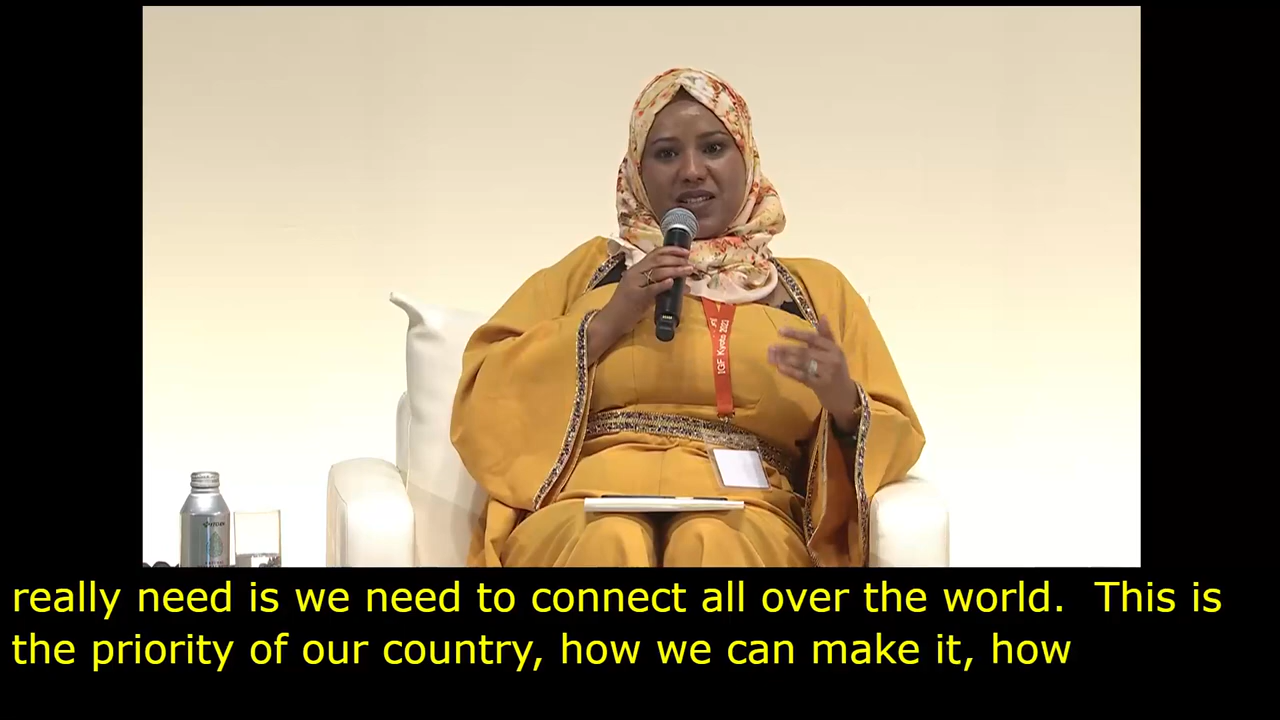 IGF Kyoto 2023
really need is we need to connect all over the world.  This is
the priority of our country, how we can make it, how